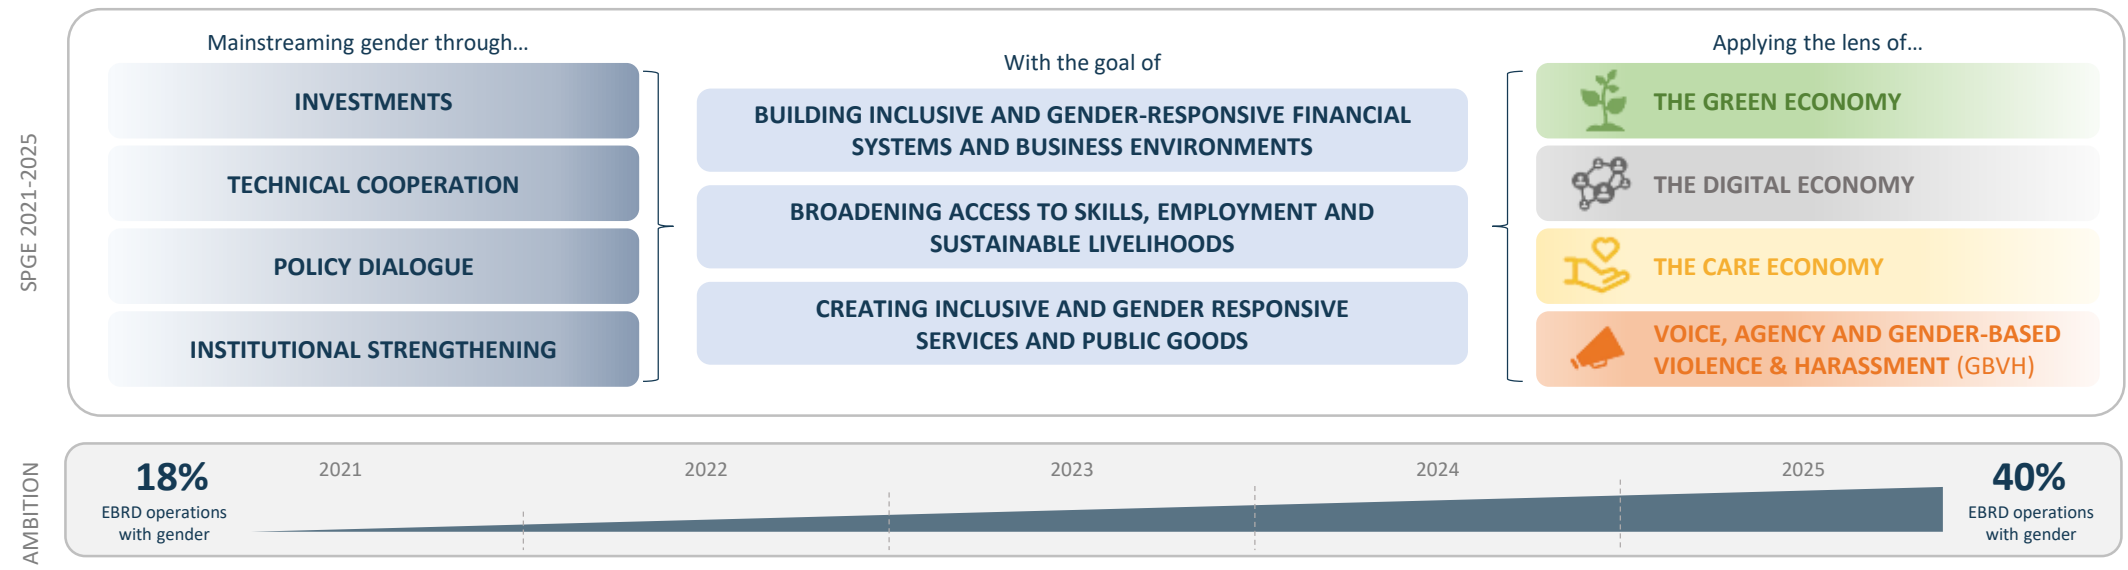 SPGE 2021-2025
Mainstreaming gender through...
INVESTMENTS
TECHNICAL COOPERATION
POLICY DIALOGUE
INSTITUTIONAL STRENGTHENING
With the goal of
BUILDING INCLUSIVE AND GENDER-RESPONSIVE FINANCIAL
SYSTEMS AND BUSINESS ENVIRONMENTS
BROADENING ACCESS TO SKILLS, EMPLOYMENT AND
SUSTAINABLE LIVELIHOODS
CREATING INCLUSIVE AND GENDER RESPONSIVE
SERVICES AND PUBLIC GOODS
Applying the lens of...
THE GREEN ECONOMY
THE DIGITAL ECONOMY
THE CARE ECONOMY
VOICE, AGENCY AND GENDER-BASED
VIOLENCE & HARASSMENT (GBVH)
AMBITION
18%
EBRD operations
with gender
2021
2022
2023
2024
2025
40%
EBRD operations
with gender